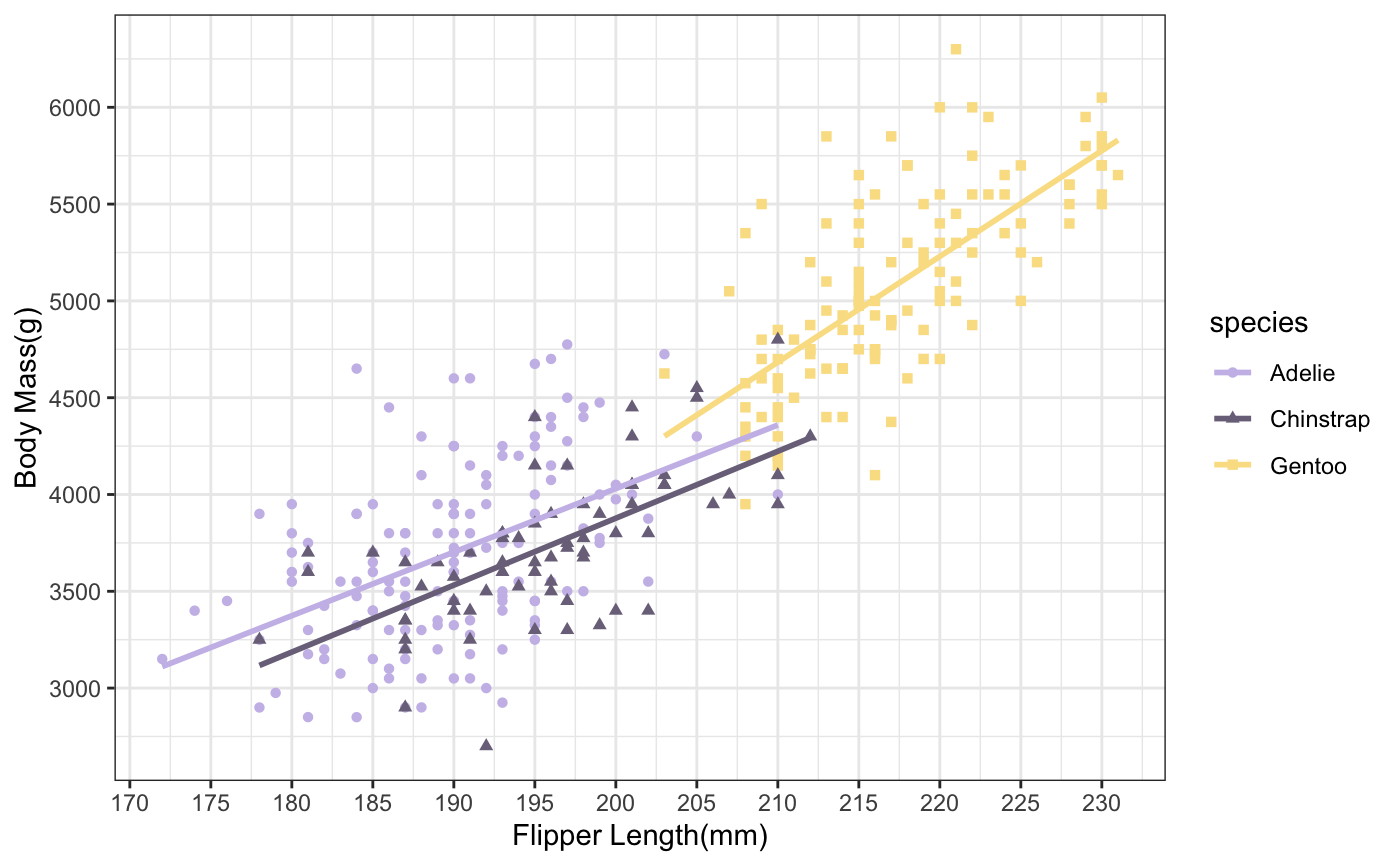 6000
5500
5000
4500
4000
3500
3000
Body Mass(g)
170 175 180 185 190 195 200 205 210 215 220 225 230
Flipper Length(mm)
species
Adelie
Chinstrap
Gentoo